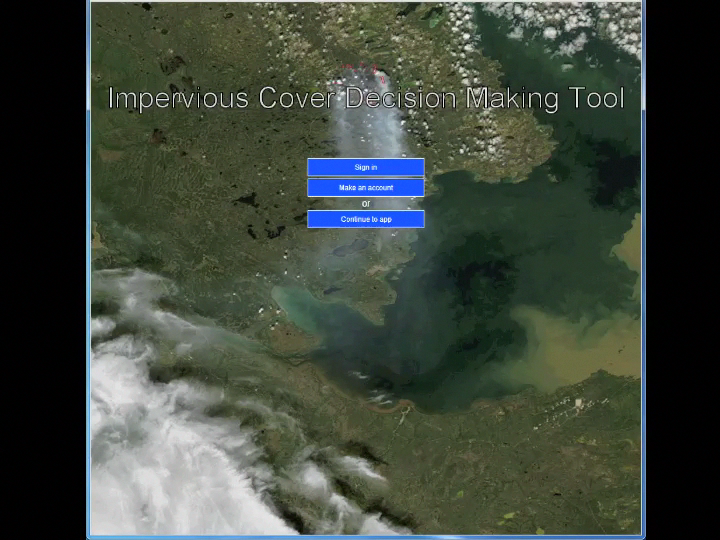 Impervious Cover Decision Making Tool
Sign in
Make an account
or
Continue to app